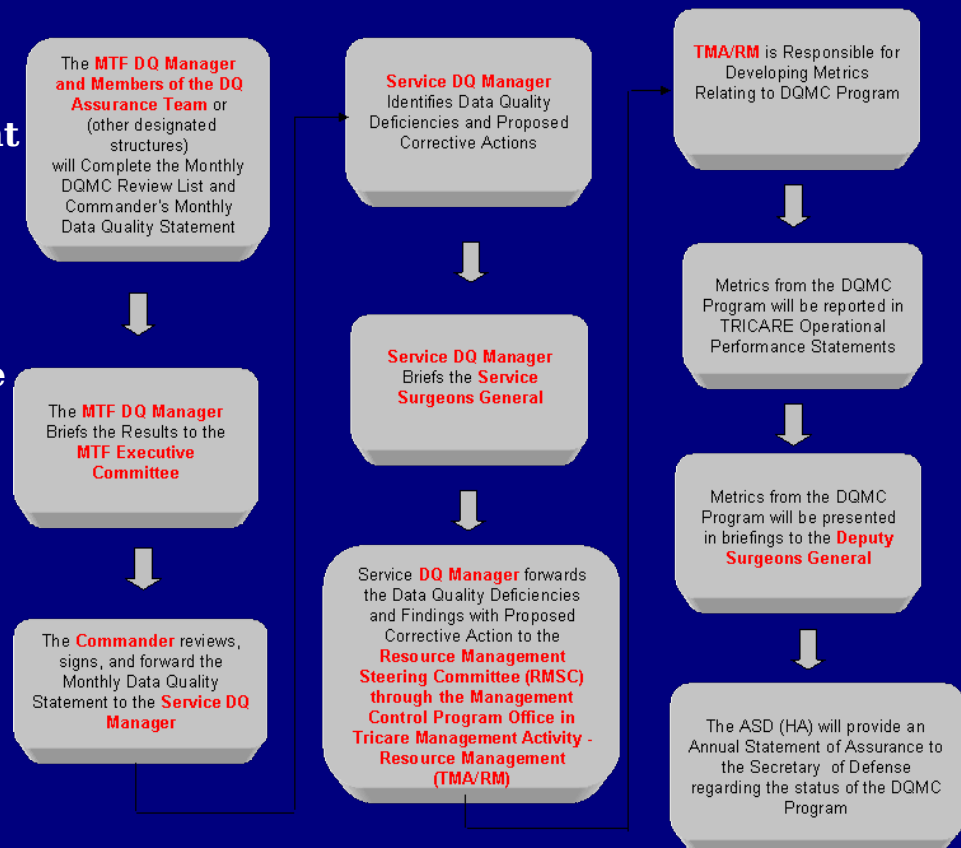 The MTF DQ Manager
and Members of the DQ
Assurance Team or
(other designated
structures)
will Complete the Monthly
DQMC Review List and
Commander's Monthly
Data Quality Statement
The MTF DQ Manager
Briefs the Results to the
MTF Executive
Committee
The Commander reviews,
signs, and forward the
Monthly Data Quality
Statement to the Service DQ
Manager
Service DQ Manager
Identifies Data Quality
Deficiencies and Proposed
Corrective Actions
Service DQ Manager
Briefs the Service
Surgeons General
Service DQ Manager forwards
the Data Quality Deficiencies
and Findings with Proposed
Corrective Action to the
Resource Management
Steering Committee (RMSC)
through the Management
Control Program Office in
Tricare Management Activity -
Resource Management
(TMA/RM)
TMA/RM is Responsible for
Developing Metrics
Relating to DQMC Program
Metrics from the DQMC
Program will be reported in
TRICARE Operational
Performance Statements
Metrics from the DQMC
Program will be presented
in briefings to the Deputy
Surgeons General
The ASD (HA) will provide an
Annual Statement of Assurance to
the Secretary of Defense
regarding the status of the DQMC
Program